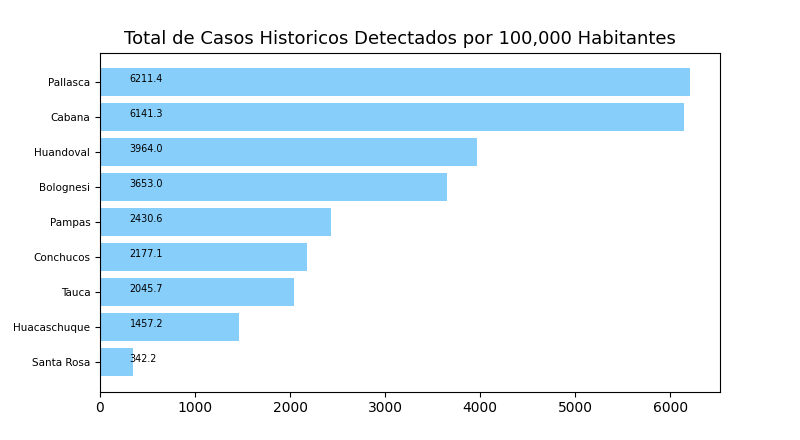 Total de Casos Historicos Detectados por 100,000 Habitantes
Pallasca 6211.4
Cabana 6141.3
Huandoval 3964.0
Bolognesi 3653.0
Pampas 2430.6
Conchucos 2177.1
Tauca 2045.7
Huacaschuque 1457.2
Santa Rosa 342.2
0 1000 2000 3000 4000 5000 6000